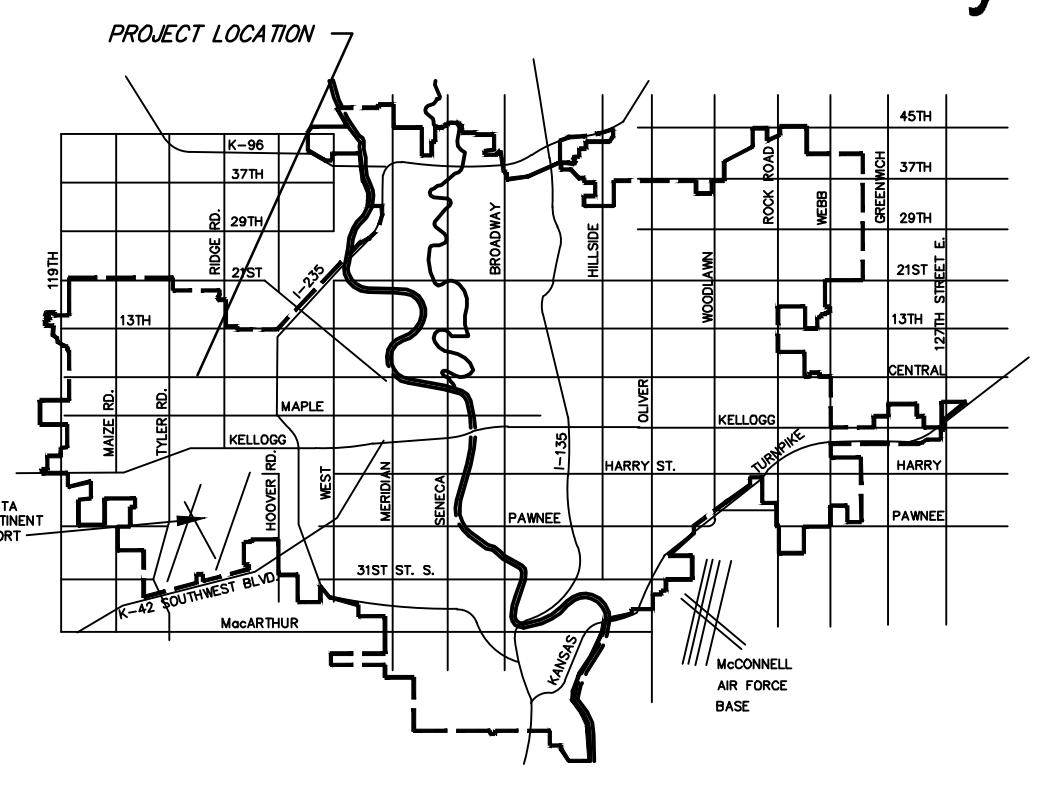 PROJECT LOCATION
45TH
K-96
37TH
37TH
ROCK ROAD
WEBB
GREENWICH
29TH
29TH
RIDGE RD.
BROADWAY
HILLSIDE
119TH
21ST
I-235
WOODLAWN
21ST
127TH STREET E.
13TH
13TH
CENTRAL
MAIZE RD.
TYLER RD.
MAPLE
OLIVER
KELLOGG
KELLOGG
HOOVER RD.
WEST
MERIDIAN
SENECA
I-135
HARRY ST.
TURNPIKE
HARRY
TA
TINENT
ORT
PAWNEE
PAWNEE
31ST ST. S.
K-42 SOUTHWEST BLVD.
MacARTHUR
KANSAS
McCONNELL
AIR FORCE
BASE